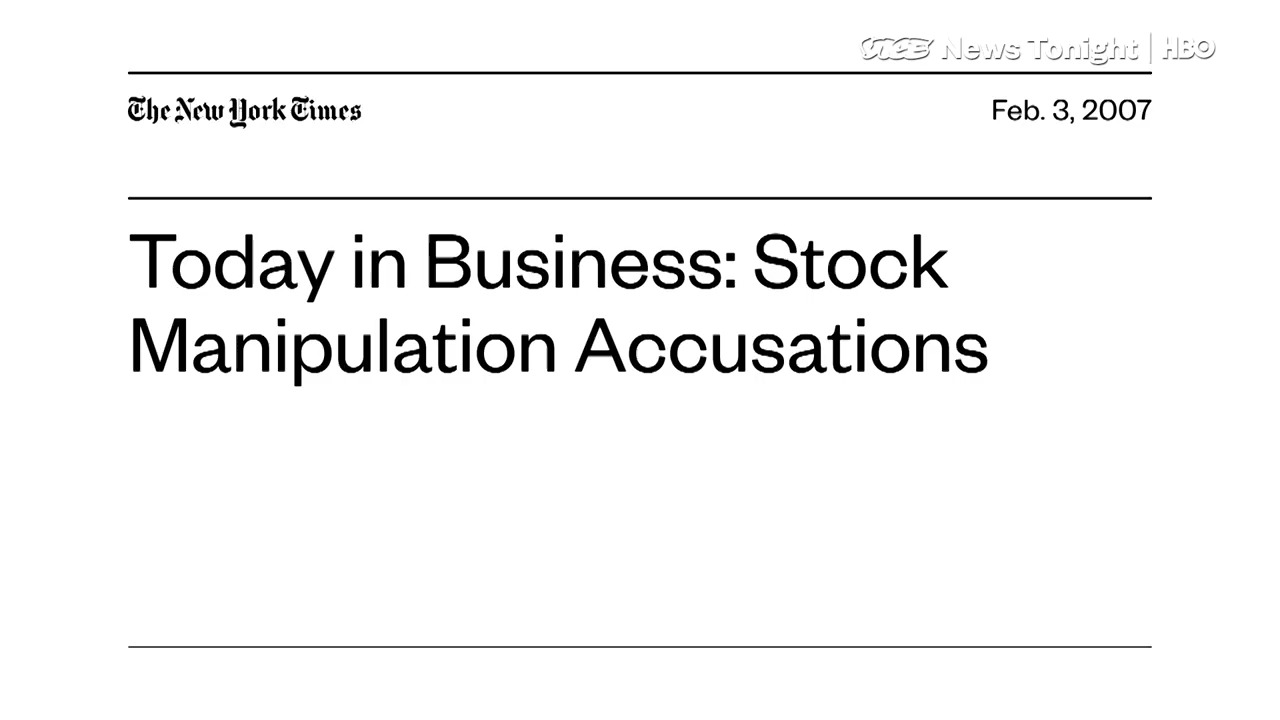 VICE News Tonight | HBO
The New York Times
Feb. 3, 2007
Today in Business: Stock
Manipulation Accusations